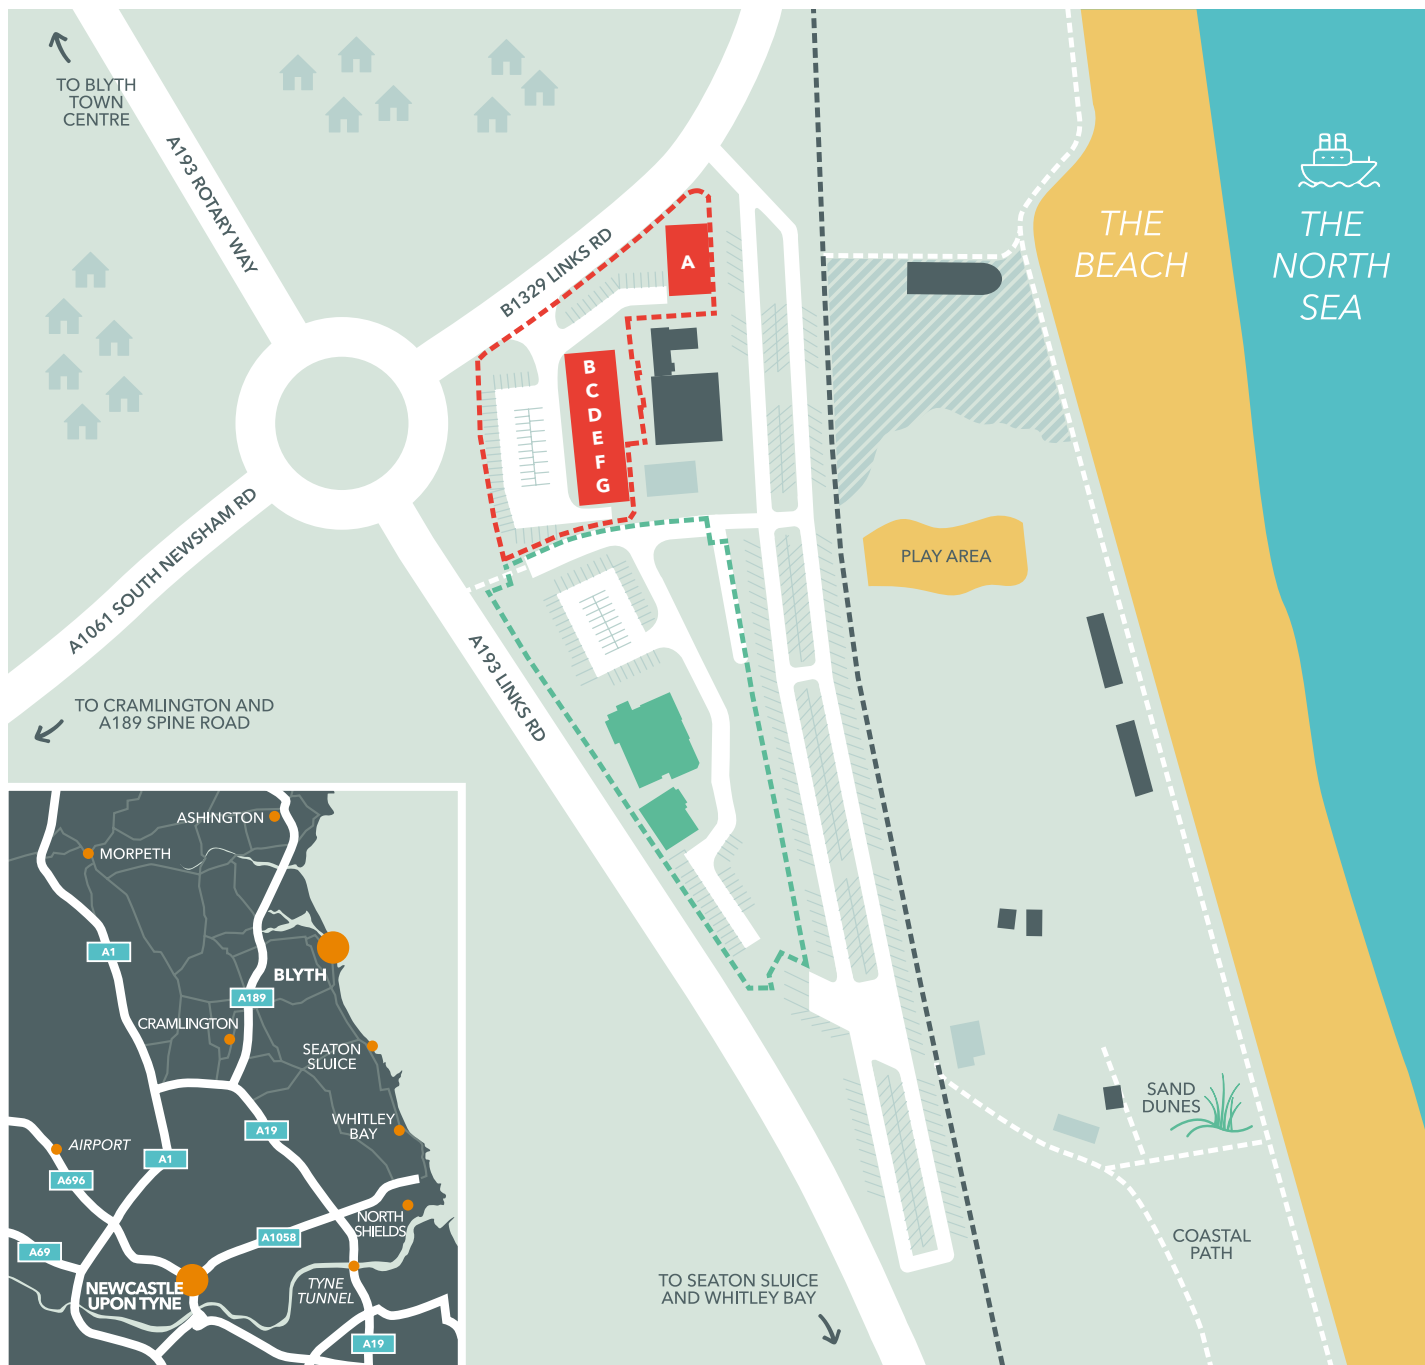 TO BLYTH
TOWN
CENTRE
A193 ROTARY WAY
B1329 LINKS RD
A
B
C
D
E
F
G
THE
BEACH
THE
NORTH
SEA
PLAY AREA
A1061 SOUTH NEWSHAM RD
A193 LINKS RD
TO CRAMLINGTON AND
A189 SPINE ROAD
SAND
DUNES
COASTAL
PATH
TO SEATON SLUICE
AND WHITLEY BAY
ASHINGTON
MORPETH
A1
BLYTH
A189
CRAMLINGTON
SEATON
SLUICE
WHITLEY
BAY
A19
AIRPORT
A1
A696
NORTH
SHIELDS
A1058
A69
NEWCASTLE
UPON TYNE
TYNE
TUNNEL
A19